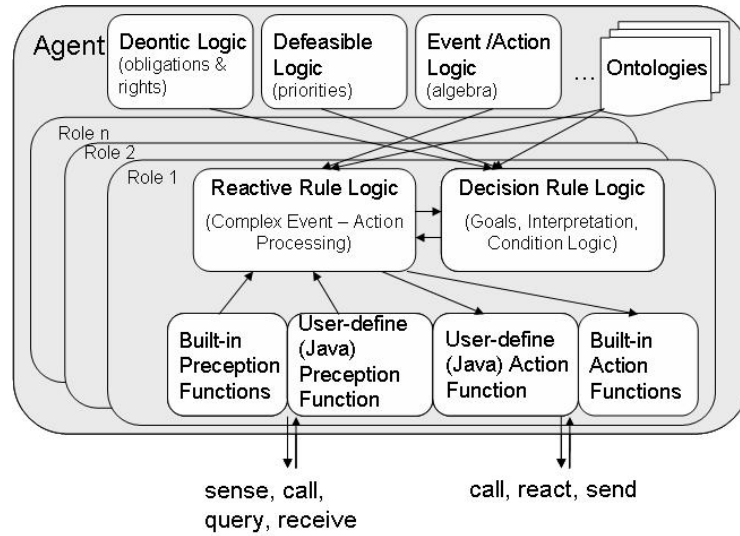 Agent
Deontic Logic
(obligations &
rights)
Defeasible
Logic
(priorities)
Event /Action
Logic
(algebra)
...
Ontologies
Role n
Role 2
Role 1
Reactive Rule Logic
(Complex Event – Action
Processing)
Decision Rule Logic
(Goals, Interpretation,
Condition Logic)
Built-in
Preception
Functions
User-define
(Java)
Preception
Function
User-define
(Java) Action
Function
Built-in
Action
Functions
sense, call,
query, receive
call, react, send